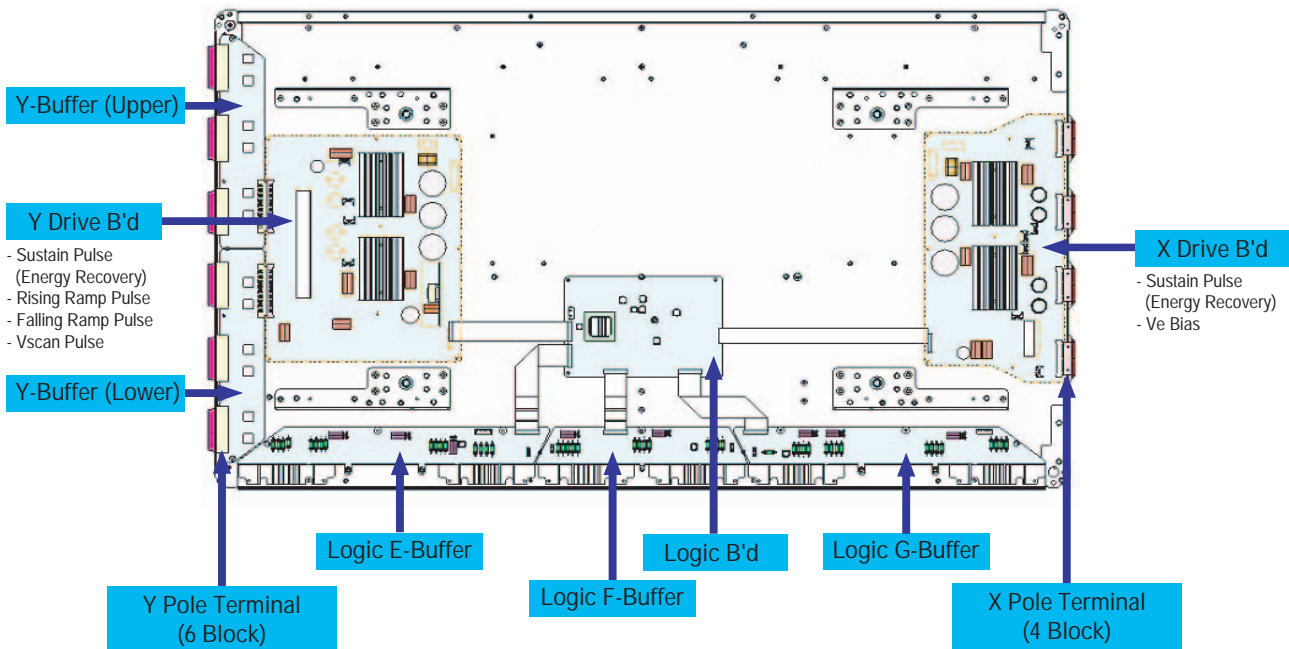 Y-Buffer (Upper)
Y Drive B'd
- Sustain Pulse
(Energy Recovery)
- Rising Ramp Pulse
- Falling Ramp Pulse
- Vscan Pulse
Y-Buffer (Lower)
X Drive B'd
- Sustain Pulse
(Energy Recovery)
- Ve Bias
Logic E-Buffer
Logic F-Buffer
Logic B'd
Logic G-Buffer
Y Pole Terminal
(6 Block)
X Pole Terminal
(4 Block)